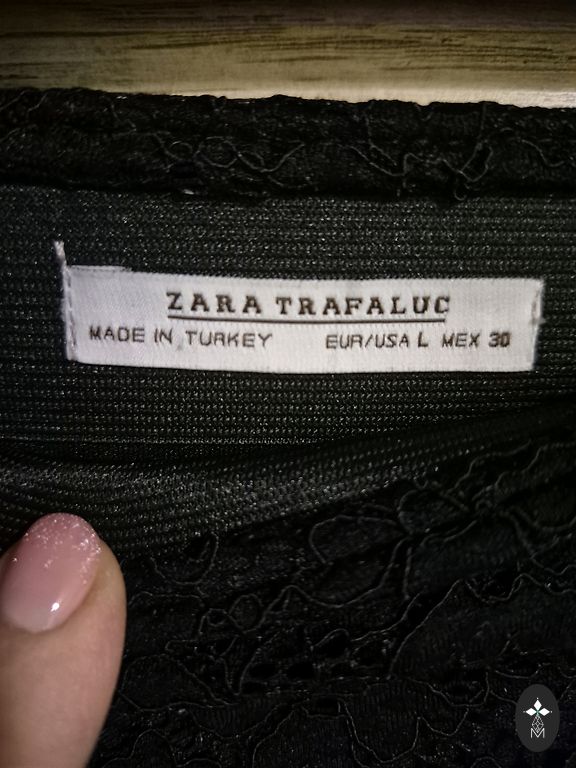 ZARA TRAFALUC
MADE IN TURKEY EUR/USA L MEX 30
M